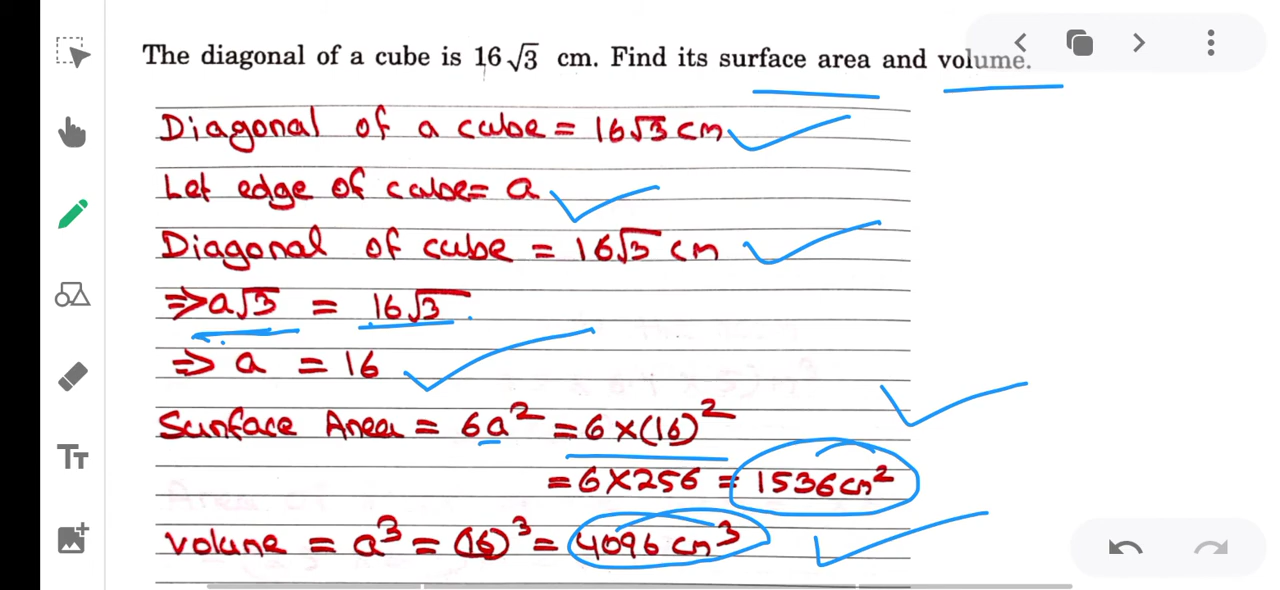 The diagonal of a cube is 16√3 cm. Find its surface area and volume.
Diagonal of a cube = 16√3 cm
Let edge of cube = a
Diagonal of cube = 16√3 cm
⇒ a√3 = 16√3
⇒ a = 16
Surface Area = 6a² = 6×(16)²
= 6×256 = 1536 cm²
Volume = a³ = (16)³ = 4096 cm³
TT